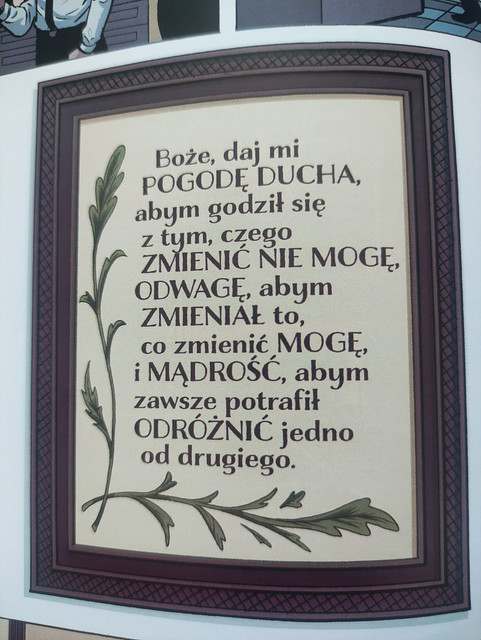 Boże, daj mi
POGODĘ DUCHA,
abym godził się
z tym, czego
ZMIENIĆ NIE MOGĘ,
ODWAGĘ, abym
ZMIENIAŁ to,
co zmienić MOGĘ,
i MĄDROŚĆ, abym
zawsze potrafił
ODRÓŻNIĆ jedno
od drugiego.